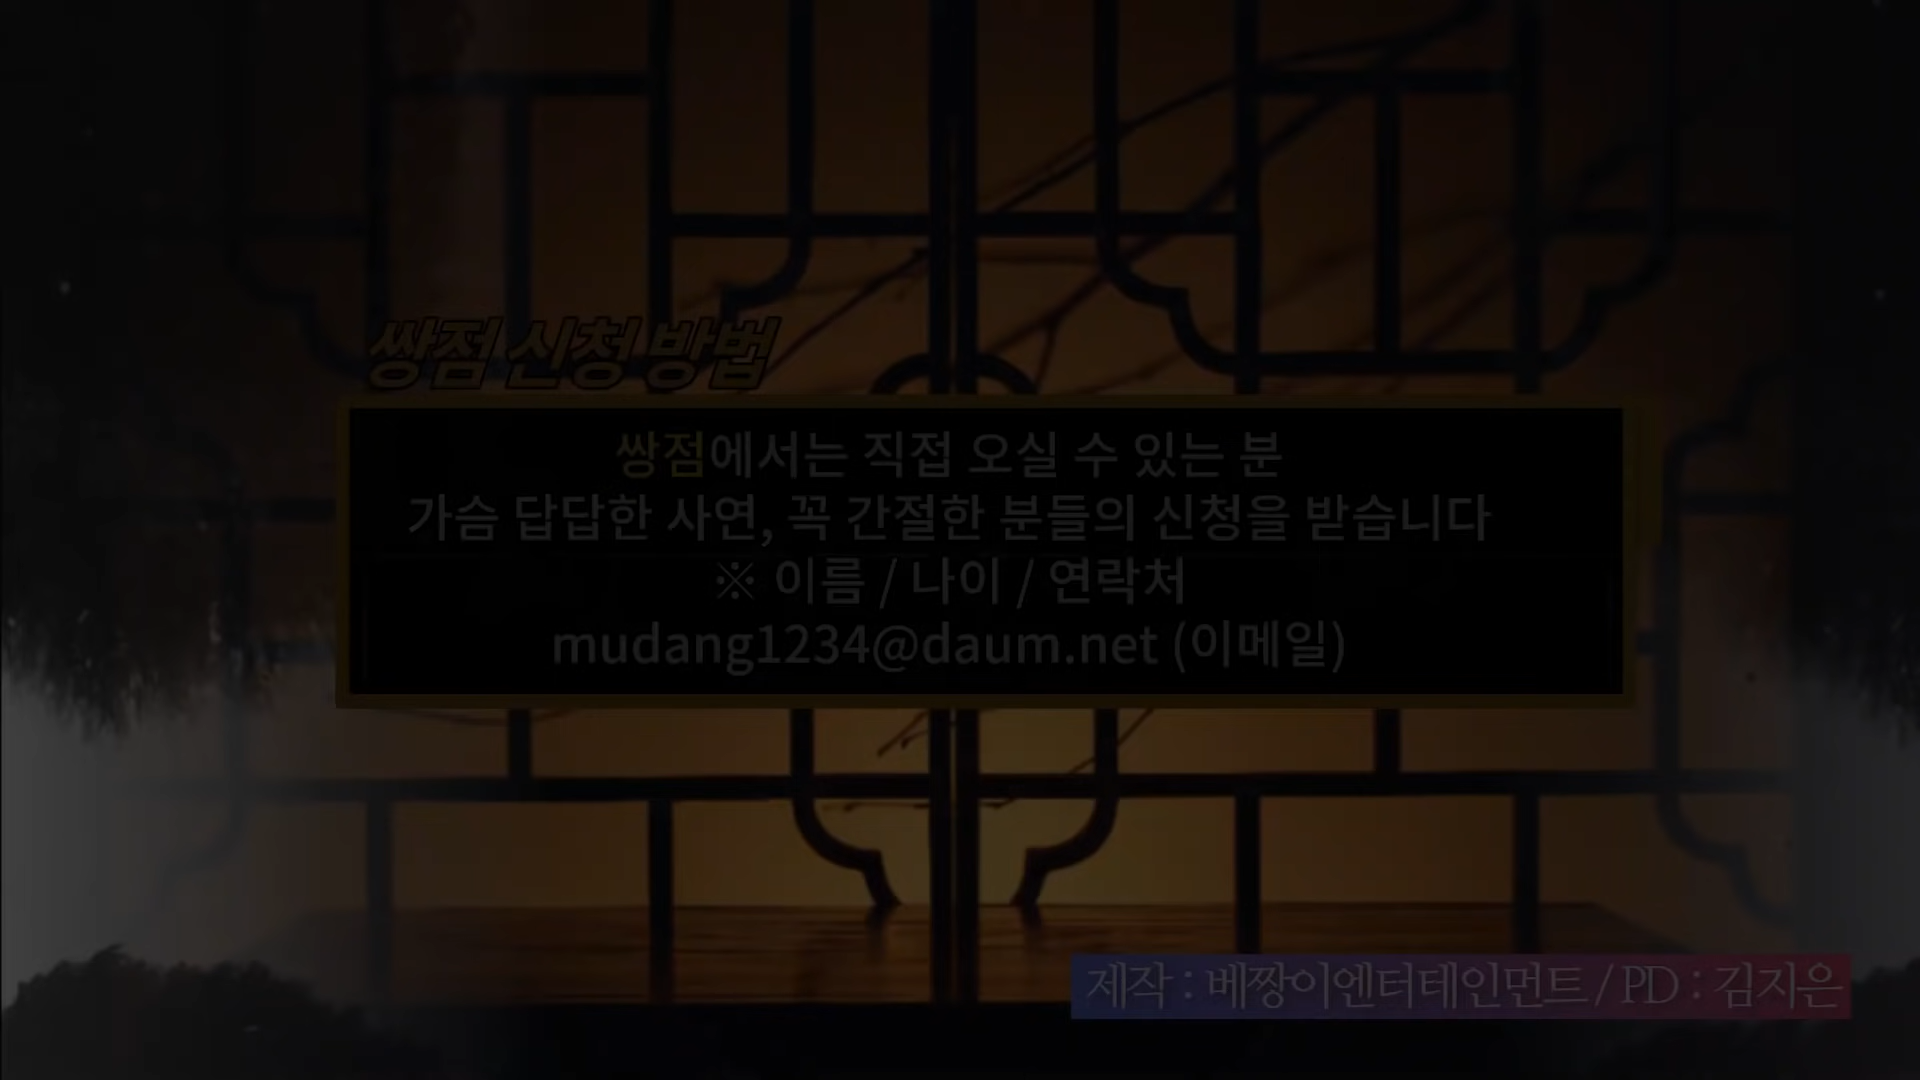 쌍점 신청 방법
쌍점에서는 직접 오실 수 있는 분
가슴 답답한 사연, 꼭 간절한 분들의 신청을 받습니다
※ 이름 / 나이 / 연락처
mudang1234@daum.net (이메일)
제작 : 베짱이엔터테인먼트 / PD : 김지은